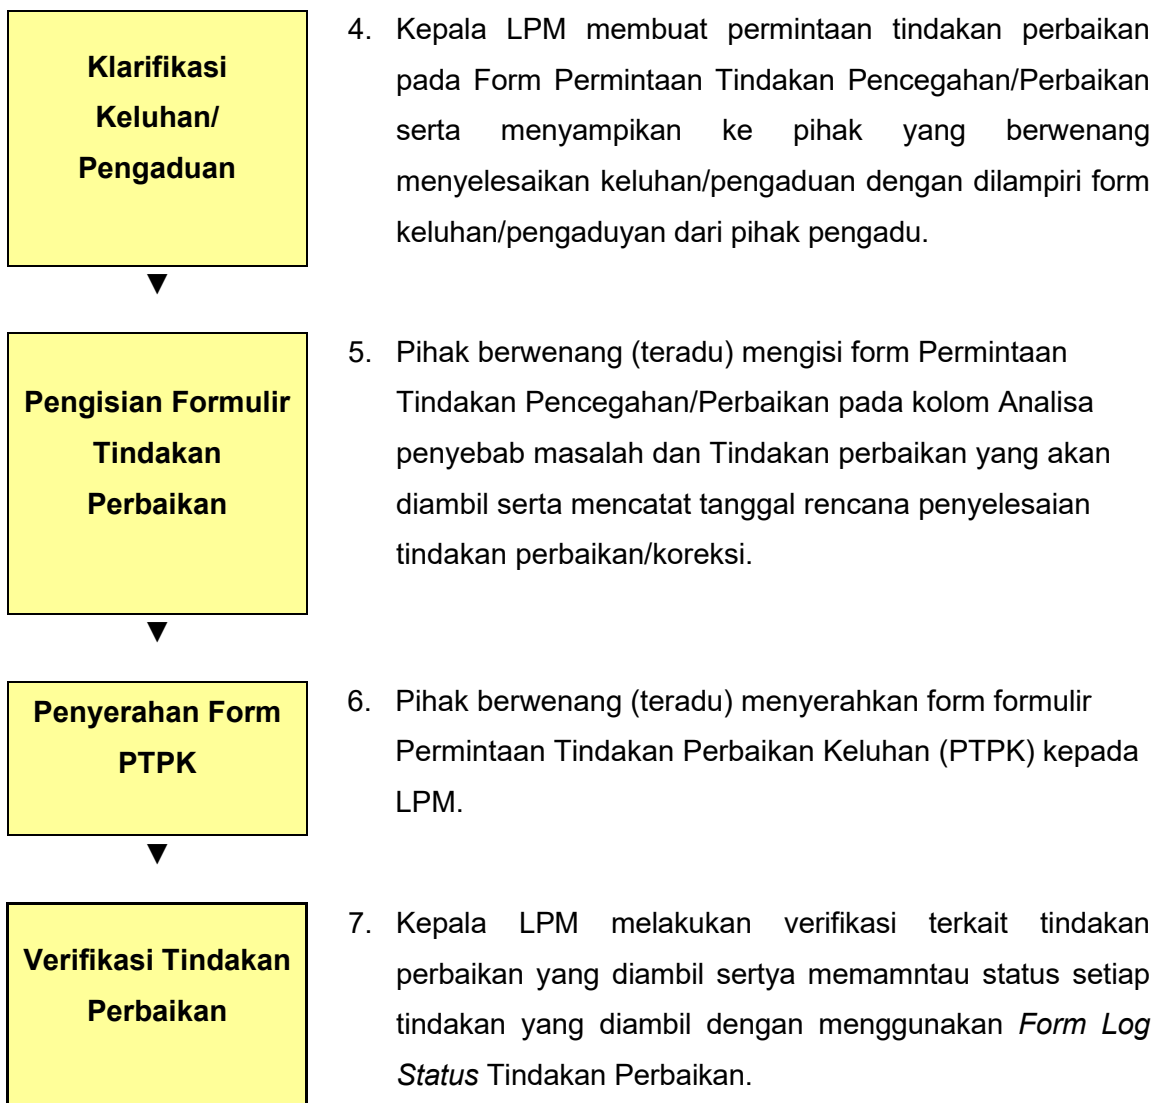 Klarifikasi
Keluhan/
Pengaduan
4. Kepala LPM membuat permintaan tindakan perbaikan
pada Form Permintaan Tindakan Pencegahan/Perbaikan
serta menyampikan ke pihak yang berwenang
menyelesaikan keluhan/pengaduan dengan dilampiri form
keluhan/pengaduyan dari pihak pengadu.
▼
Pengisian Formulir
Tindakan
Perbaikan
5. Pihak berwenang (teradu) mengisi form Permintaan
Tindakan Pencegahan/Perbaikan pada kolom Analisa
penyebab masalah dan Tindakan perbaikan yang akan
diambil serta mencatat tanggal rencana penyelesaian
tindakan perbaikan/koreksi.
▼
Penyerahan Form
PTPK
6. Pihak berwenang (teradu) menyerahkan form formulir
Permintaan Tindakan Perbaikan Keluhan (PTPK) kepada
LPM.
▼
Verifikasi Tindakan
Perbaikan
7. Kepala LPM melakukan verifikasi terkait tindakan
perbaikan yang diambil sertya memamntau status setiap
tindakan yang diambil dengan menggunakan Form Log
Status Tindakan Perbaikan.